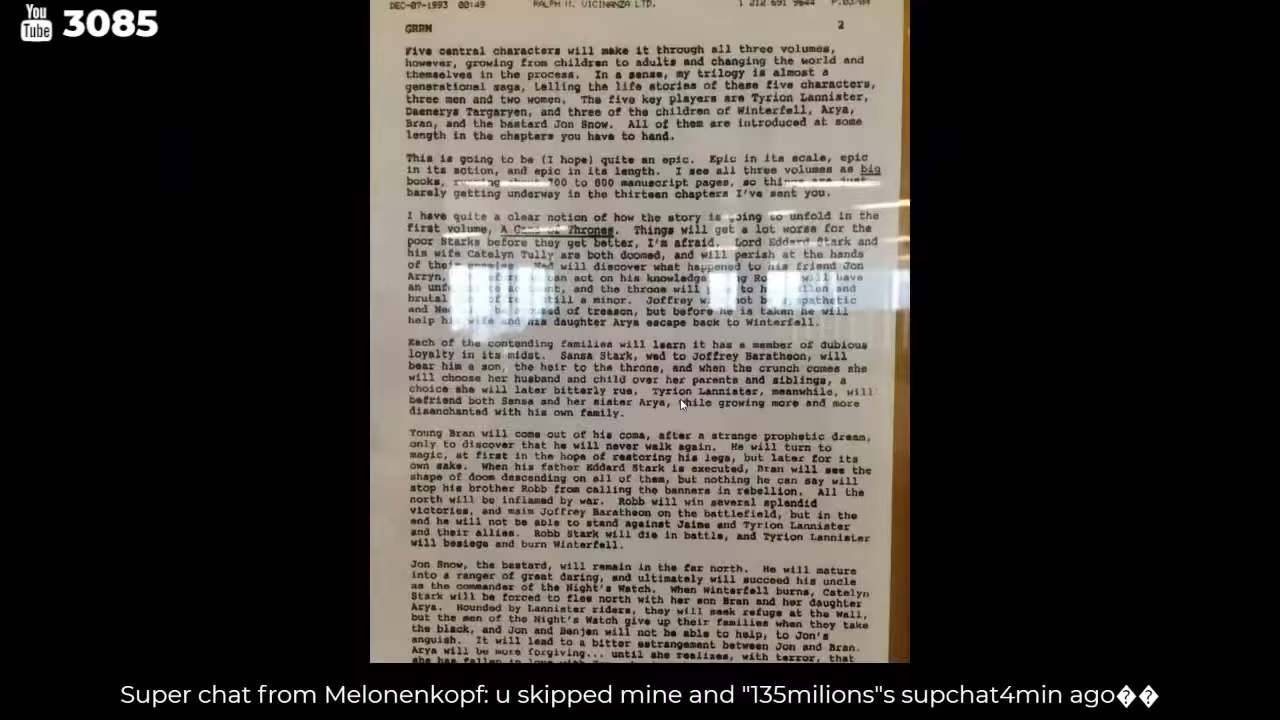 You Tube 3085
DEC-07-1993 00:49 RALPH M. VICINANZA LTD. 1 212 691 9644 P.03/04
GRRM 2
Five central characters will make it through all three volumes,
however, growing from children to adults and changing the world and
themselves in the process. In a sense, my trilogy is almost a
generational saga, telling the life stories of these five characters,
three men and two women. The five key players are Tyrion Lannister,
Daenerys Targaryen, and three of the children of Winterfell, Arya,
Bran, and the bastard Jon Snow. All of them are introduced at some
length in the chapters you have to hand.
This is going to be (I hope) quite an epic. Epic in its scale, epic
in its action, and epic in its length. I see all three volumes as big
books, running about 700 to 800 manuscript pages, so things are just
barely getting underway in the thirteen chapters I've sent you.
I have quite a clear notion of how the story is going to unfold in the
first volume, A Game of Thrones. Things will get a lot worse for the
poor Starks before they get better, I'm afraid. Lord Eddard Stark and
his wife Catelyn Tully are both doomed, and will perish at the hands
of their enemies. Ned will discover what happened to his friend Jon
Arryn, can act on his knowledge will have
an and the throne will to
brutal still a minor. Joffrey will not be sympathetic
and Ned of treason, but before he is taken he will
help his wife and his daughter Arya escape back to Winterfell.
Each of the contending families will learn it has a member of dubious
loyalty in its midst. Sansa Stark, wed to Joffrey Baratheon, will
bear him a son, the heir to the throne, and when the crunch comes she
will choose her husband and child over her parents and siblings, a
choice she will later bitterly rue. Tyrion Lannister, meanwhile, will
befriend both Sansa and her sister Arya, while growing more and more
disenchanted with his own family.
Young Bran will come out of his coma, after a strange prophetic dream,
only to discover that he will never walk again. He will turn to
magic, at first in the hope of restoring his legs, but later for its
own sake. When his father Eddard Stark is executed, Bran will see the
shape of doom descending on all of them, but nothing he can say will
stop his brother Robb from calling the banners in rebellion. All the
north will be inflamed by war. Robb will win several splendid
victories, and maim Joffrey Baratheon on the battlefield, but in the
end he will not be able to stand against Jaime and Tyrion Lannister
and their allies. Robb Stark will die in battle, and Tyrion Lannister
will besiege and burn Winterfell.
Jon Snow, the bastard, will remain in the far north. He will mature
into a ranger of great daring, and ultimately will succeed his uncle
as the commander of the Night's Watch. When Winterfell burns, Catelyn
Stark will be forced to flee north with her son Bran and her daughter
Arya. Hounded by Lannister riders, they will seek refuge at the Wall,
but the men of the Night's Watch give up their families when they take
the black, and Jon and Benjen will not be able to help, to Jon's
anguish. It will lead to a bitter estrangement between Jon and Bran.
Arya will be more forgiving... until she realizes, with terror, that
she has fallen in love with
Super chat from Melonenkopf: u skipped mine and "135milions"s supchat4min ago��